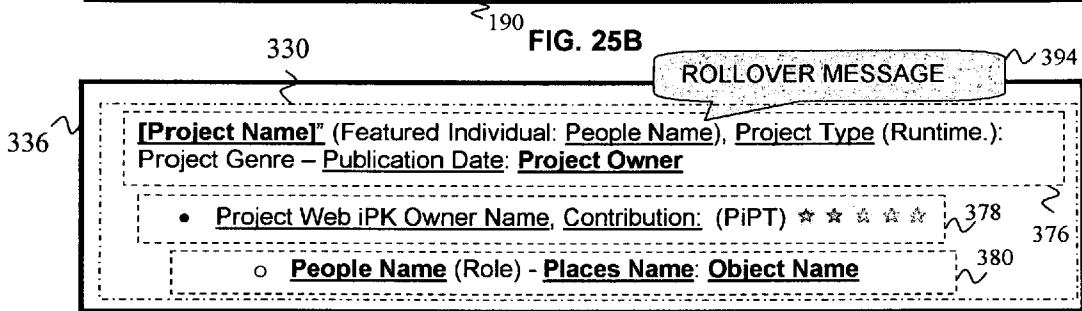 190
FIG. 25B
330
394
ROLLOVER MESSAGE
336
[Project Name]" (Featured Individual: People Name), Project Type (Runtime.):
Project Genre – Publication Date: Project Owner
376
• Project Web iPK Owner Name, Contribution: (PiPT) ☆ ☆ ☆ ☆ ☆
378
○ People Name (Role) - Places Name: Object Name
380